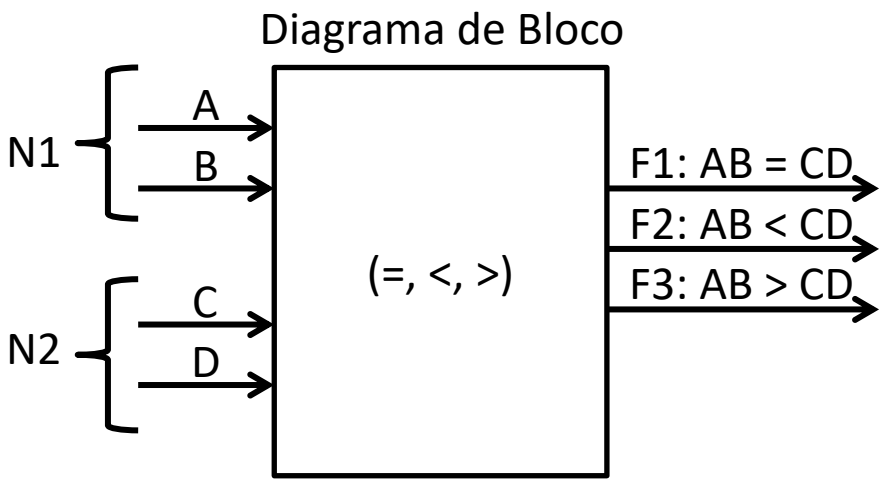 Diagrama de Bloco
N1
A
B
N2
C
D
(=, <, >)
F1: AB = CD
F2: AB < CD
F3: AB > CD